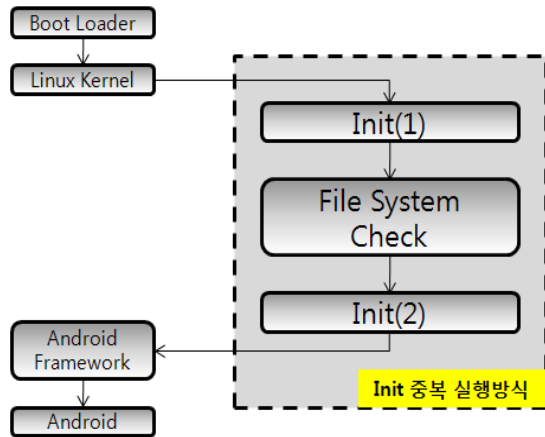 Boot Loader
Linux Kernel
Init(1)
File System
Check
Init(2)
Android
Framework
Android
Init 중복 실행방식